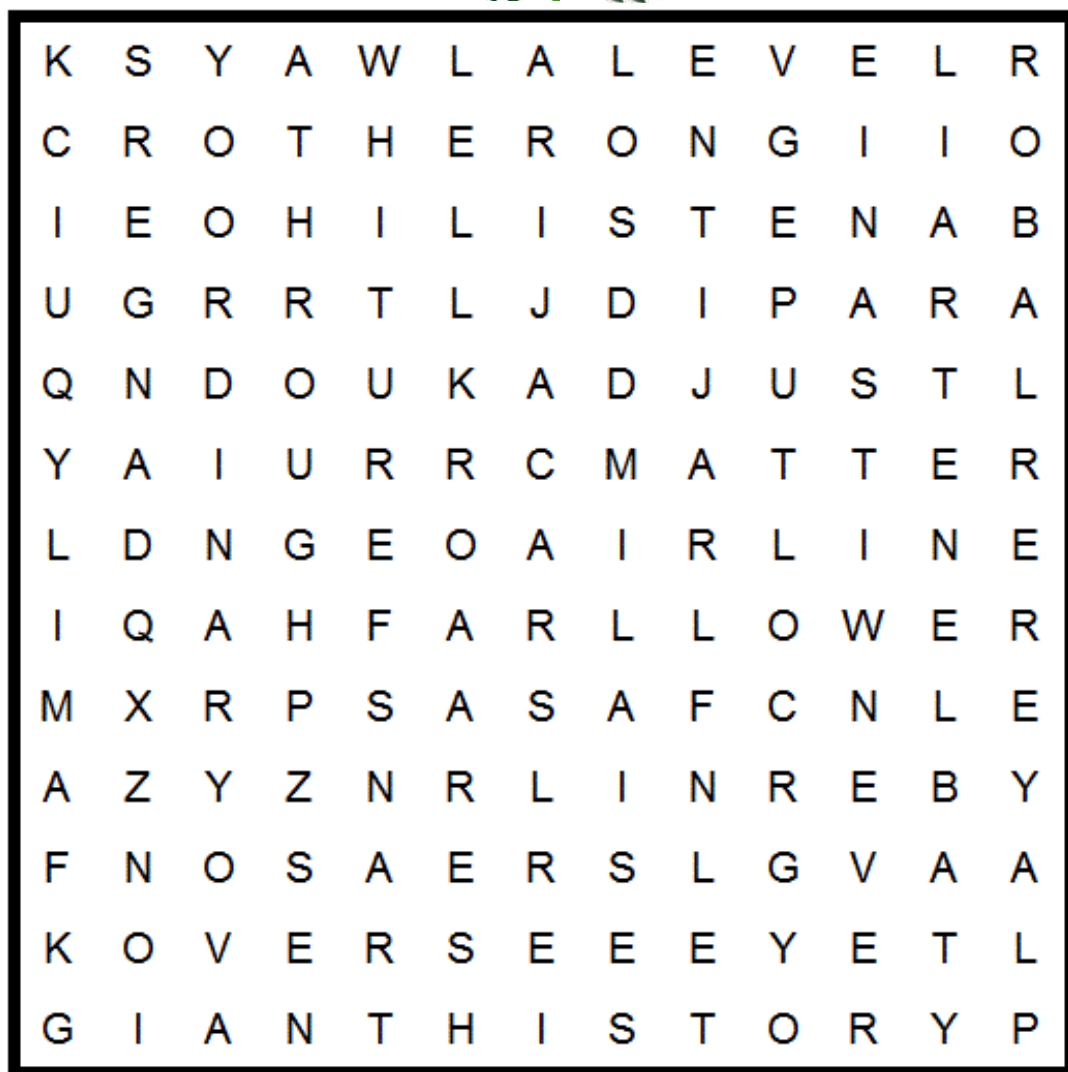 K S Y A W L A L E V E L R
C R O T H E R O N G I I O
I E O H I L I S T E N A B
U G R R T L J D I P A R A
Q N D O U K A D J U S T L
Y A I U R R C M A T T E R
L D N G E O A I R L I N E
I Q A H F A R L L O W E R
M X R P S A S A F C N L E
A Z Y Z N R L I N R E B Y
F N O S A E R S L G V A A
K O V E R S E E E Y E T L
G I A N T H I S T O R Y P